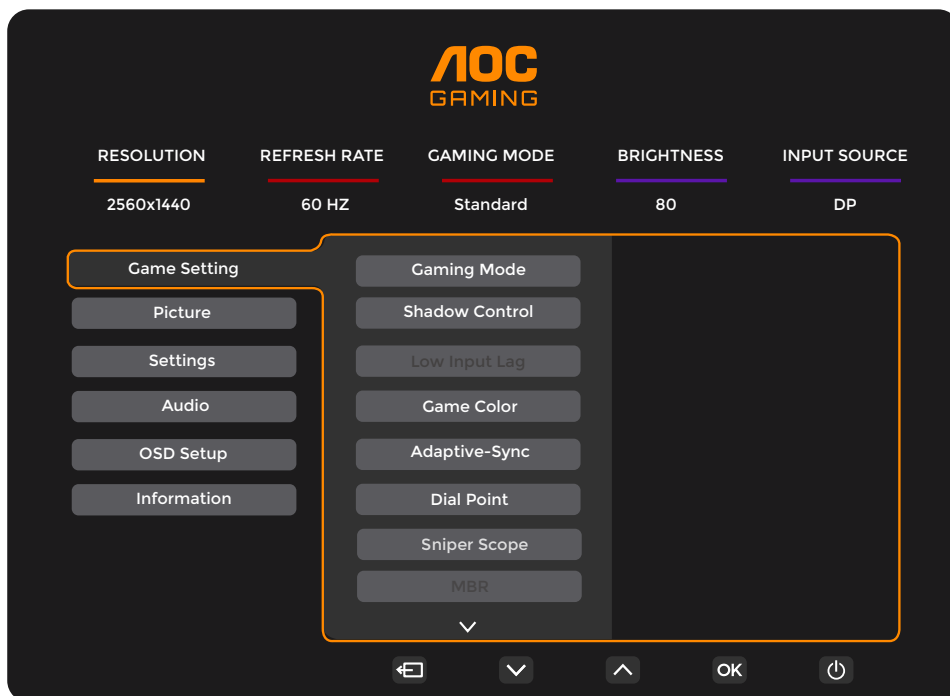 AOC
GAMING
RESOLUTION REFRESH RATE GAMING MODE BRIGHTNESS INPUT SOURCE
2560x1440 60 HZ Standard 80 DP
Game Setting
Picture
Settings
Audio
OSD Setup
Information
Gaming Mode
Shadow Control
Low Input Lag
Game Color
Adaptive-Sync
Dial Point
Sniper Scope
MBR
OK